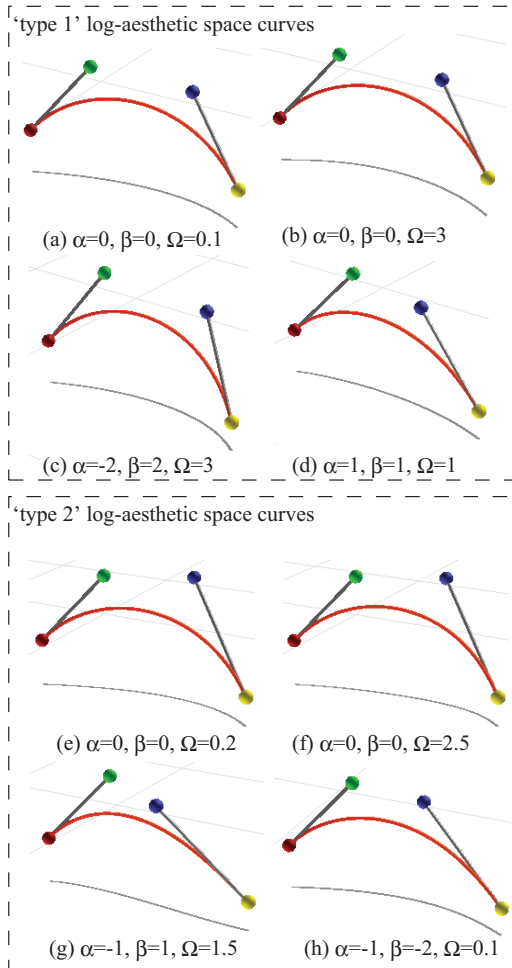 ‘type 1’ log-aesthetic space curves
(a) α=0, β=0, Ω=0.1
(b) α=0, β=0, Ω=3
(c) α=-2, β=2, Ω=3
(d) α=1, β=1, Ω=1
‘type 2’ log-aesthetic space curves
(e) α=0, β=0, Ω=0.2
(f) α=0, β=0, Ω=2.5
(g) α=-1, β=1, Ω=1.5
(h) α=-1, β=-2, Ω=0.1